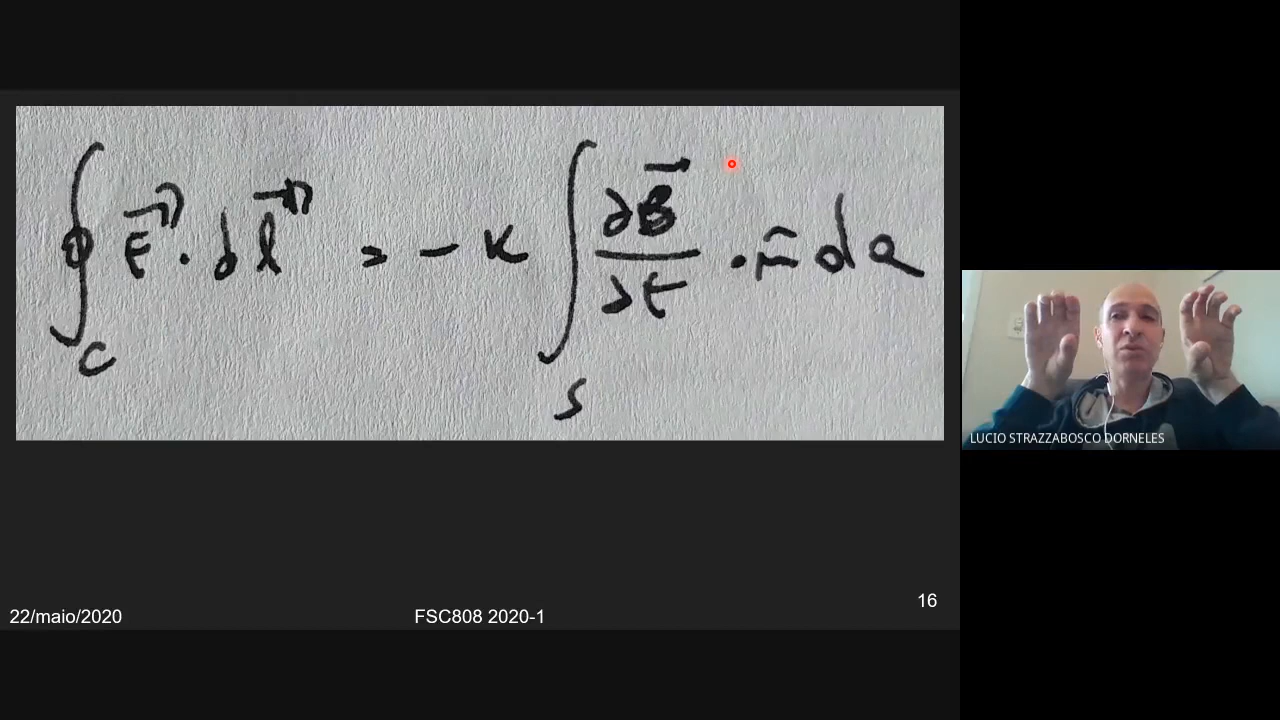 ∮_C E⃗ · dl⃗ = - K ∫_S ∂B⃗/∂t · n̂ da
LUCIO STRAZZABOSCO DORNELES
16
22/maio/2020 FSC808 2020-1